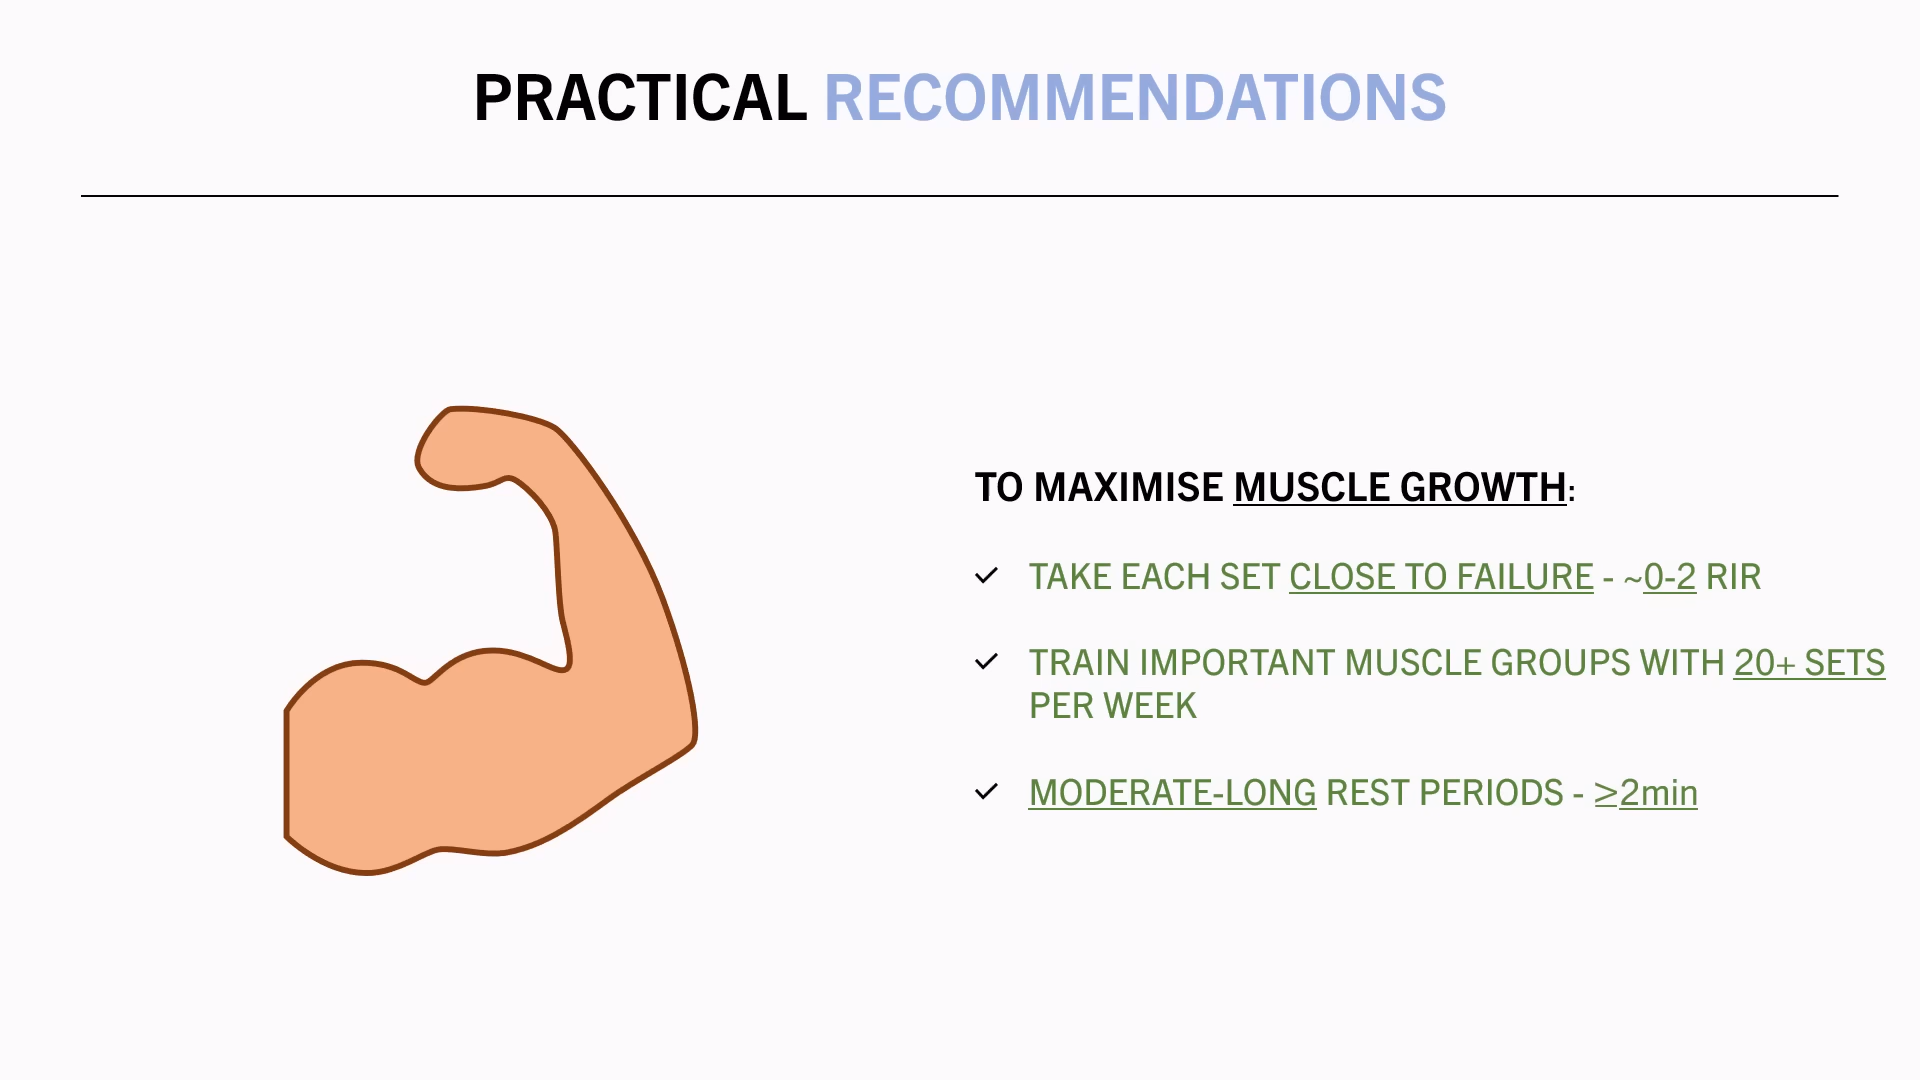 PRACTICAL RECOMMENDATIONS
TO MAXIMISE MUSCLE GROWTH:
✓ TAKE EACH SET CLOSE TO FAILURE - ~0-2 RIR
✓ TRAIN IMPORTANT MUSCLE GROUPS WITH 20+ SETS
PER WEEK
✓ MODERATE-LONG REST PERIODS - ≥2min